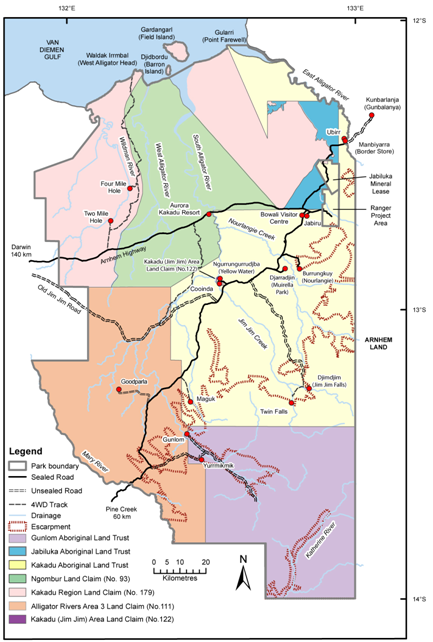 132°E
133°E
12°S
VAN
DIEMEN
GULF
Waldak Irrmbal
(West Alligator Head)
Gardangarl
(Field Island)
Djidbordu
(Barron
Island)
Gularri
(Point Farewell)
East Alligator River
Kunbarlanja
(Gunbalanya)
Ubirr
Manbiyarra
(Border Store)
Wildman River
West Alligator River
South Alligator River
Four Mile
Hole
Two Mile
Hole
Aurora
Kakadu Resort
Nourlangie Creek
Bowali Visitor
Centre
Jabiru
Jabiluka
Mineral
Lease
Ranger
Project
Area
Darwin
140 km
Arnhem Highway
Kakadu (Jim Jim) Area
Land Claim (No.122)
Ngurrungurrudjba
(Yellow Water)
Cooinda
Djarradjin
(Muirella
Park)
Burrungkuy
(Nourlangie)
Old Jim Jim Road
13°S
ARNHEM
LAND
Jim Jim Creek
Goodparla
Maguk
Djimdjim
(Jim Jim Falls)
Twin Falls
Gunlom
Yurmikmik
Mary River
Pine Creek
60 km
Katherine River
14°S
0 5 10 20
Kilometres
N
Legend
Park boundary
Sealed Road
Unsealed Road
4WD Track
Drainage
Escarpment
Gunlom Aboriginal Land Trust
Jabiluka Aboriginal Land Trust
Kakadu Aboriginal Land Trust
Ngombur Land Claim (No. 93)
Kakadu Region Land Claim (No. 179)
Alligator Rivers Area 3 Land Claim (No.111)
Kakadu (Jim Jim) Area Land Claim (No.122)